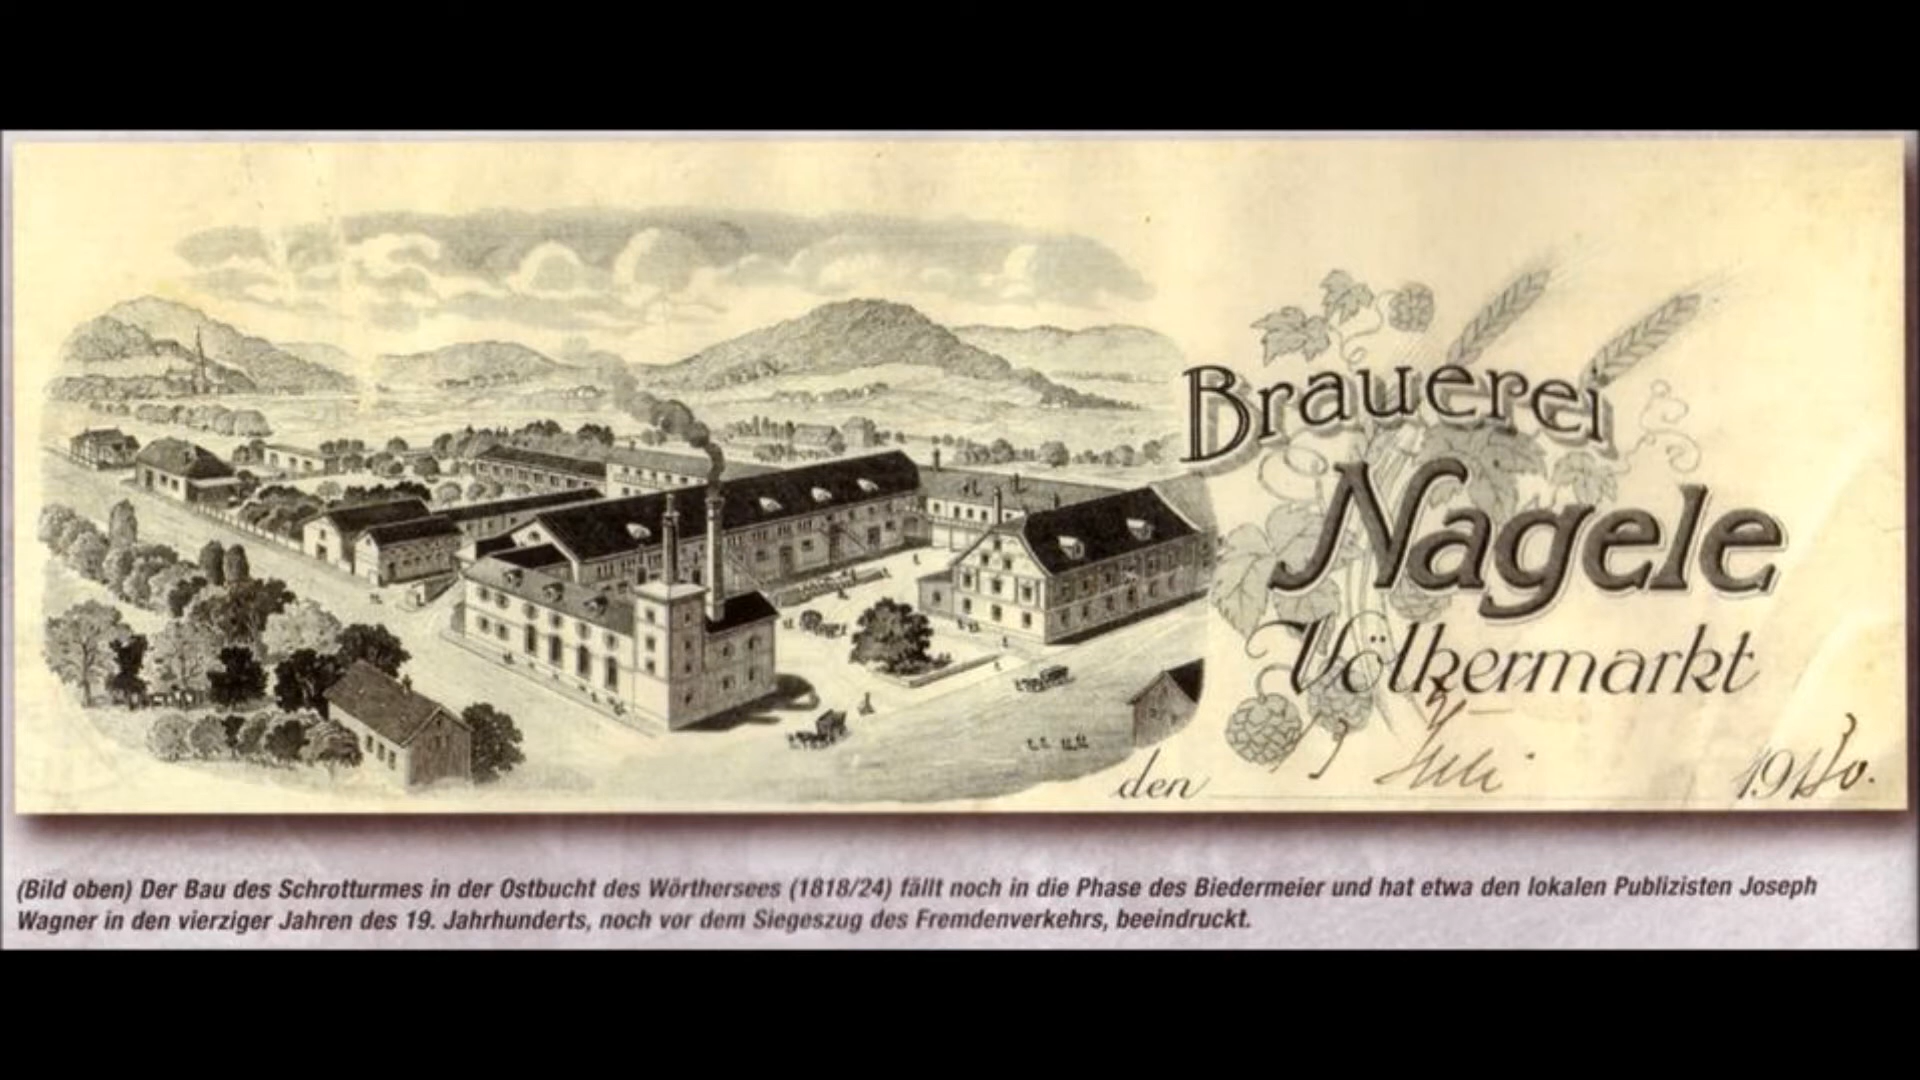 Brauerei
Nagele
Völkermarkt
den Juli
(Bild oben) Der Bau des Schrotturmes in der Ostbucht des Wörthersees (1818/24) fällt noch in die Phase des Biedermeier und hat etwa den lokalen Publizisten Joseph
Wagner in den vierziger Jahren des 19. Jahrhunderts, noch vor dem Siegeszug des Fremdenverkehrs, beeindruckt.